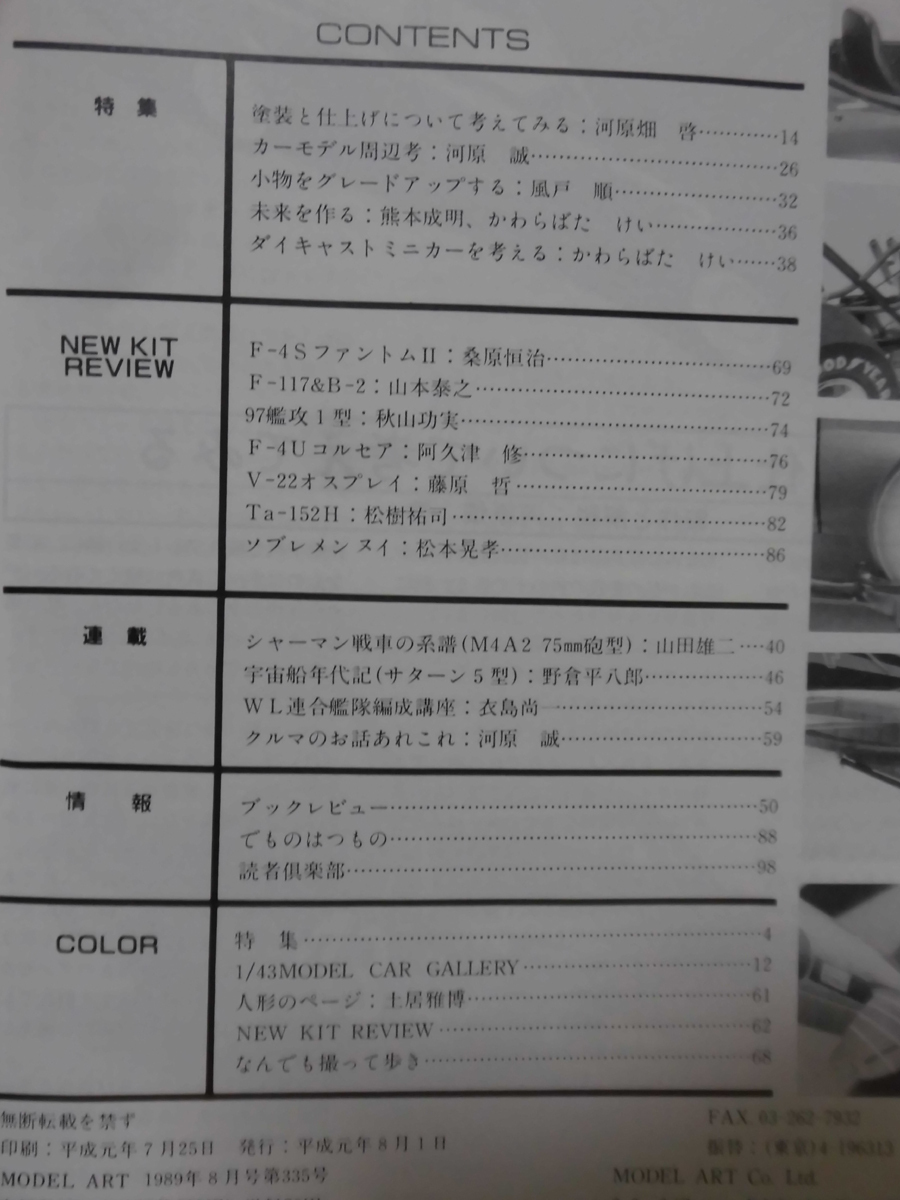 CONTENTS
特 集
塗装と仕上げについて考えてみる：河原畑 啓…………14
カーモデル周辺考：河原 誠…………………………26
小物をグレードアップする：風戸 順………………32
未来を作る：熊本成明、かわらばた けい……………36
ダイキャストミニカーを考える：かわらばた けい……38
NEW KIT
REVIEW
F-4SファントムII：桑原恒治…………………………69
F-117&B-2：山本泰之…………………………………72
97艦攻1型：秋山功実…………………………………74
F-4Uコルセア：阿久津 修……………………………76
V-22オスプレイ：藤原 哲……………………………79
Ta-152H：松樹祐司……………………………………82
ソブレメンヌイ：松本晃孝……………………………86
連 載
シャーマン戦車の系譜(M4A2 75㎜砲型)：山田雄二…40
宇宙船年代記(サターン5型)：野倉平八郎……………46
WL連合艦隊編成講座：衣島尚一………………………54
クルマのお話あれこれ：河原 誠………………………59
情 報
ブックレビュー…………………………………………50
でものはつもの…………………………………………88
読者倶楽部………………………………………………98
COLOR
特 集……………………………………………………4
1/43MODEL CAR GALLERY……………………………12
人形のページ：土居雅博………………………………61
NEW KIT REVIEW………………………………………62
なんでも撮って歩き……………………………………68
無断転載を禁ず
FAX 03-262-7932
印刷：平成元年7月25日 発行：平成元年8月1日
振替：(東京)4-196313
MODEL ART 1989年8月号第335号
MODEL ART Co. Ltd.